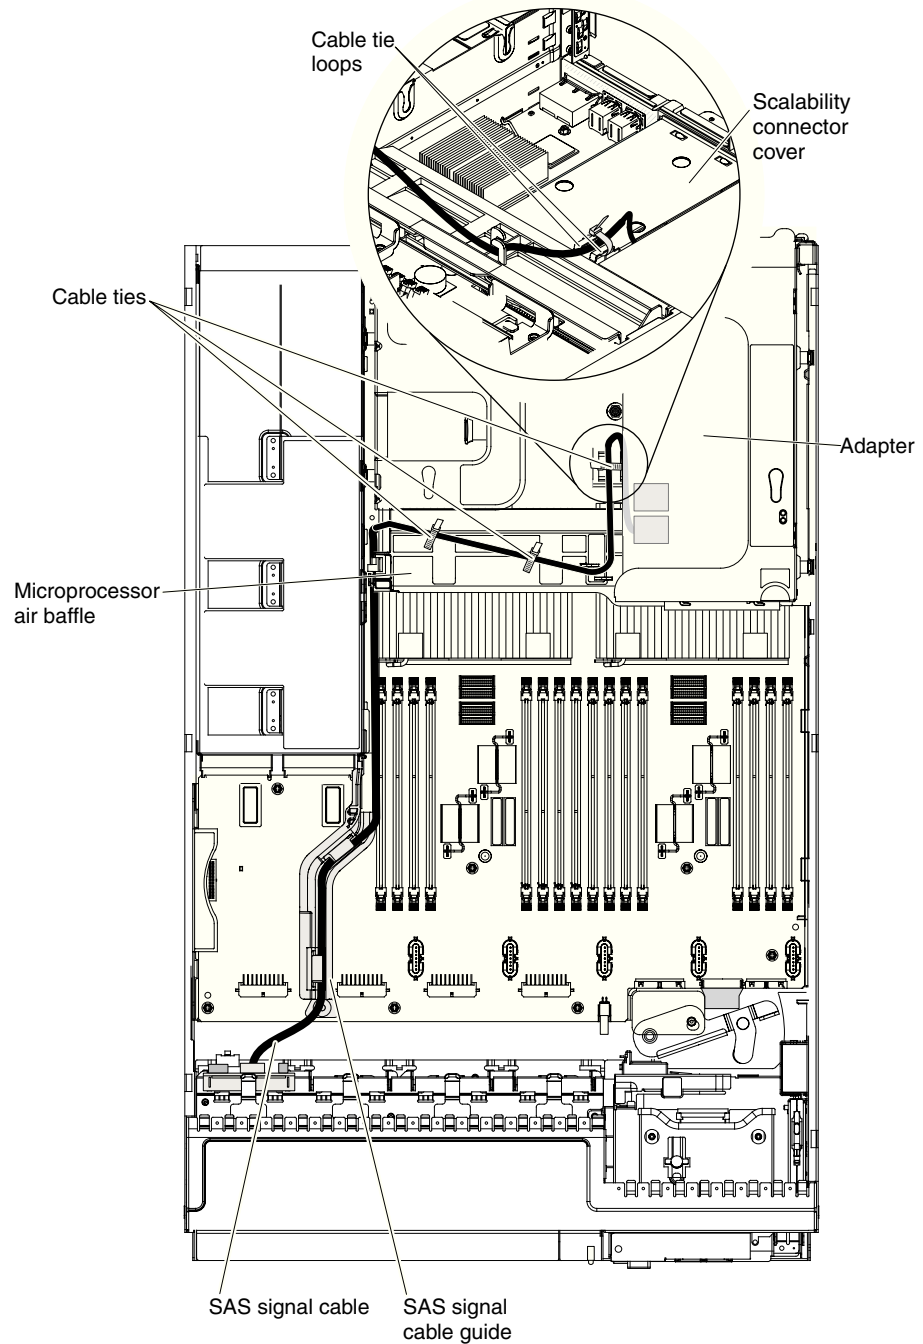 Cable tie
loops
Scalability
connector
cover
Cable ties
Adapter
Microprocessor
air baffle
SAS signal cable
SAS signal
cable guide